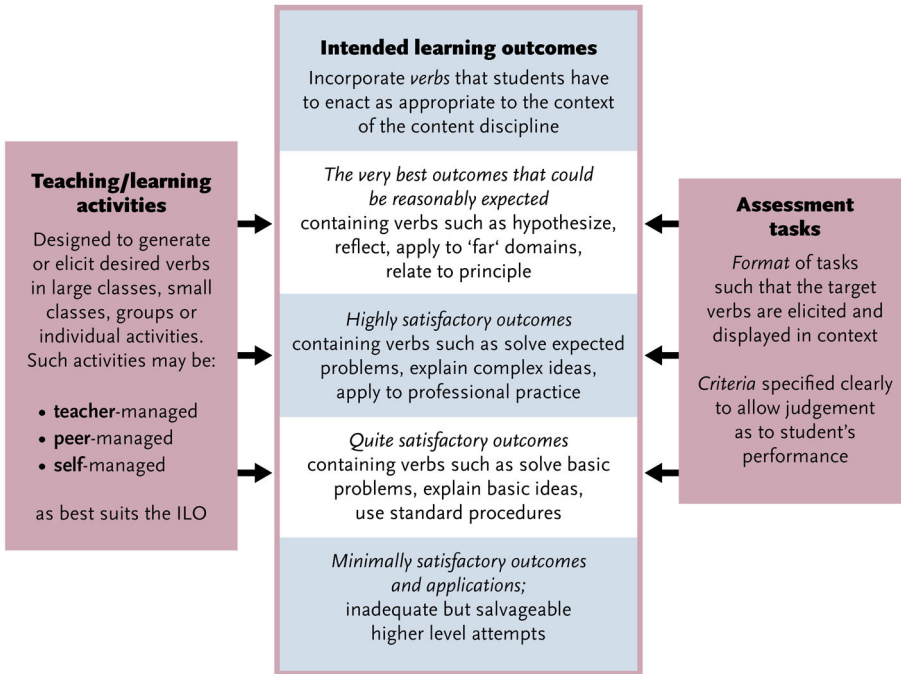 Teaching/learning
activities
Designed to generate
or elicit desired verbs
in large classes, small
classes, groups or
individual activities.
Such activities may be:
• teacher-managed
• peer-managed
• self-managed
as best suits the ILO
Intended learning outcomes
Incorporate verbs that students have
to enact as appropriate to the context
of the content discipline
The very best outcomes that could
be reasonably expected
containing verbs such as hypothesize,
reflect, apply to ‘far‘ domains,
relate to principle
Highly satisfactory outcomes
containing verbs such as solve expected
problems, explain complex ideas,
apply to professional practice
Quite satisfactory outcomes
containing verbs such as solve basic
problems, explain basic ideas,
use standard procedures
Minimally satisfactory outcomes
and applications;
inadequate but salvageable
higher level attempts
Assessment
tasks
Format of tasks
such that the target
verbs are elicited and
displayed in context
Criteria specified clearly
to allow judgement
as to student’s
performance